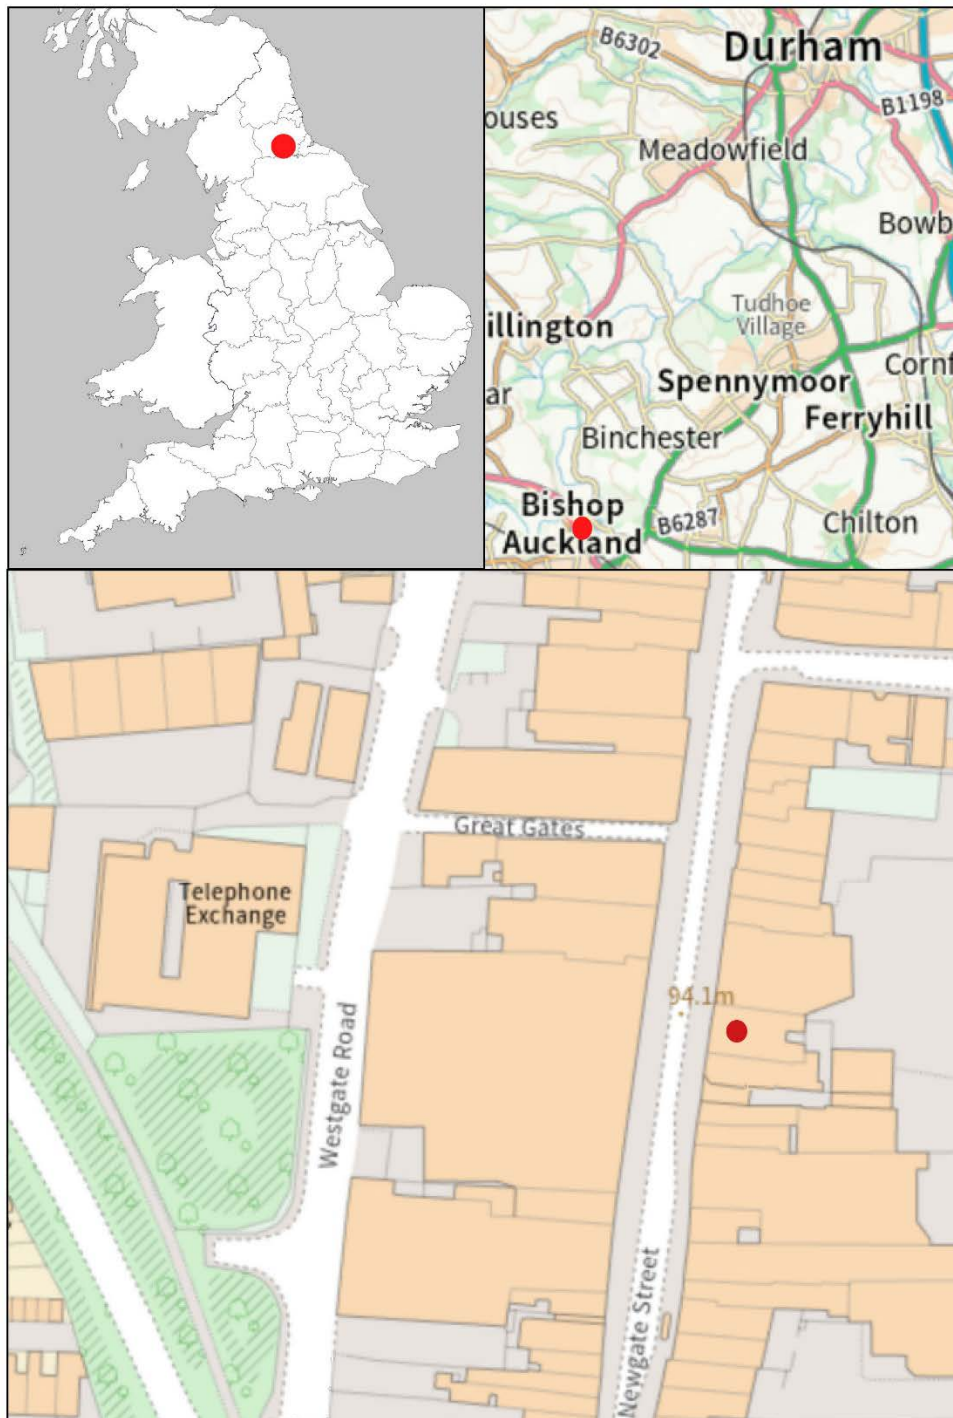 B6302
Durham
B1198
ouses
Meadowfield
Bowb
Tudhoe
Village
illington
Cornf
ar
Spennymoor
Ferryhill
Binchester
Bishop
Auckland
B6287
Chilton
Great Gates
Telephone
Exchange
94.1m
Westgate Road
Newgate Street